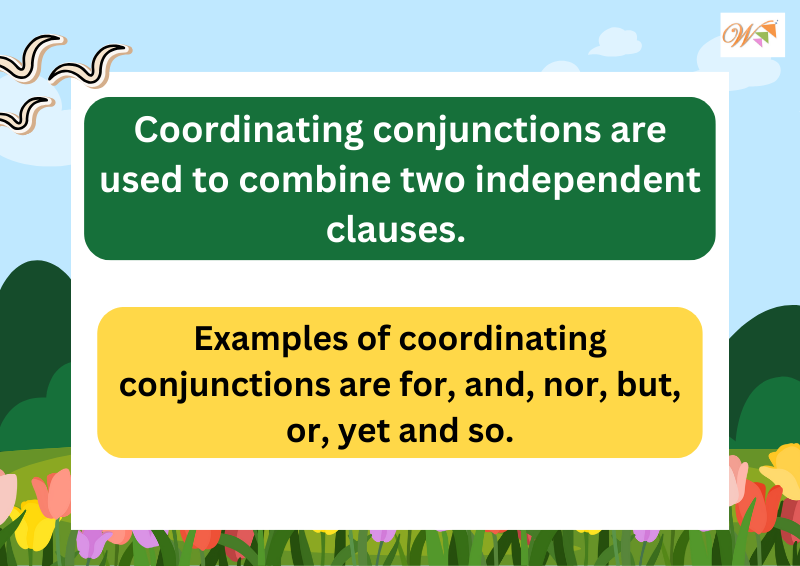 W
Coordinating conjunctions are
used to combine two independent
clauses.
Examples of coordinating
conjunctions are for, and, nor, but,
or, yet and so.